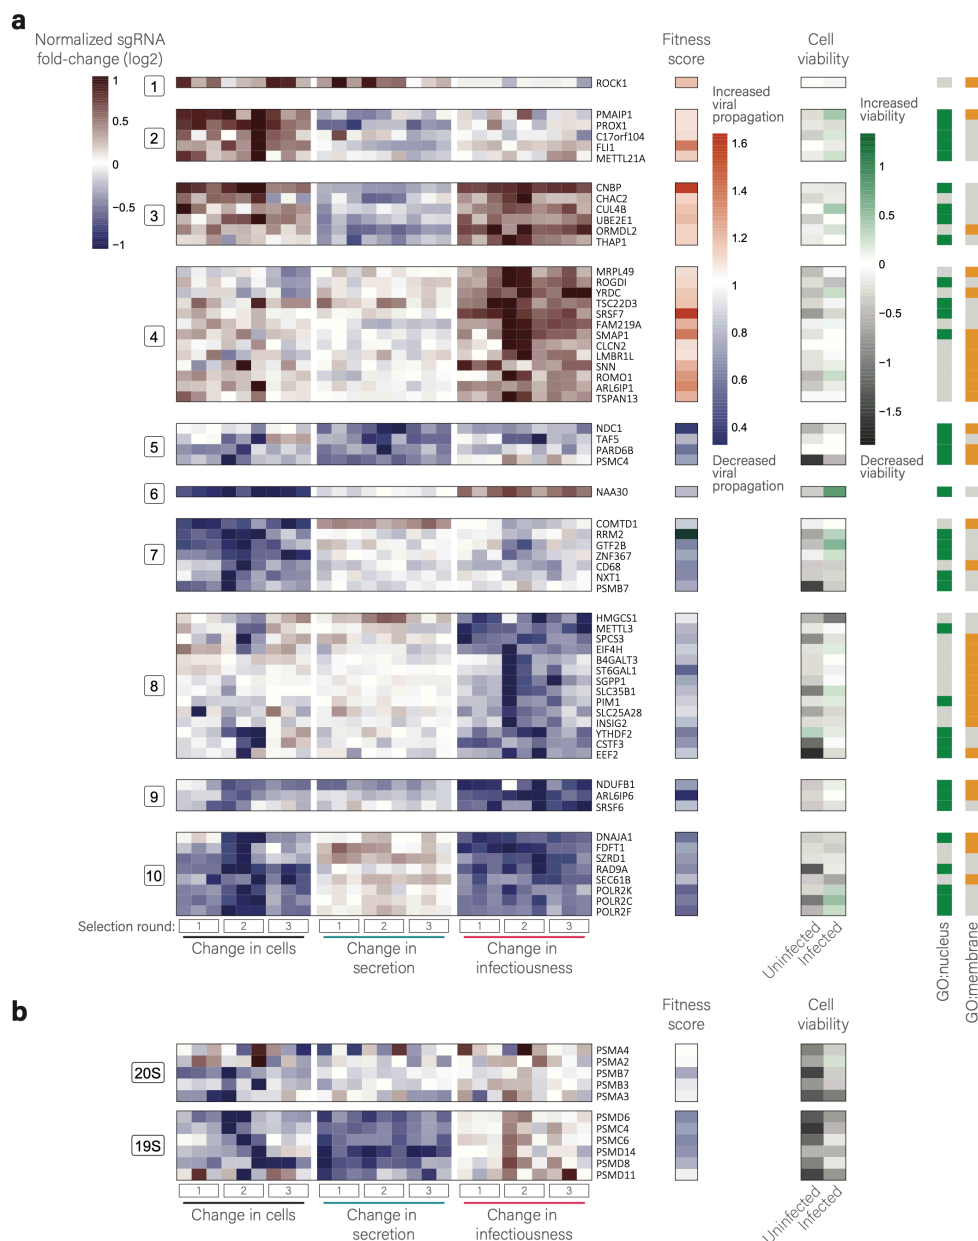 a
Normalized sgRNA
fold-change (log2)
1
0.5
0
−0.5
−1
Fitness
score
Cell
viability
Increased
viral
propagation
1.6
1.4
1.2
1
0.8
0.6
0.4
Decreased
viral
propagation
Increased
viability
1
0.5
0
−0.5
−1
−1.5
Decreased
viability
1
ROCK1
2
PMAIP1
PROX1
C17orf104
FLI1
METTL21A
3
CNBP
CHAC2
CUL4B
UBE2E1
ORMDL2
THAP1
4
MRPL49
ROGDI
YRDC
TSC22D3
SRSF7
FAM219A
SMAP1
CLCN2
LMBR1L
SNN
ROMO1
ARL6IP1
TSPAN13
5
NDC1
TAF5
PARD6B
PSMC4
6
NAA30
7
COMTD1
RRM2
GTF2B
ZNF367
CD68
NXT1
PSMB7
8
HMGCS1
METTL3
SPCS3
EIF4H
B4GALT3
ST6GAL1
SGPP1
SLC35B1
PIM1
SLC25A28
INSIG2
YTHDF2
CSTF3
EEF2
9
NDUFB1
ARL6IP6
SRSF6
10
DNAJA1
FDFT1
SZRD1
RAD9A
SEC61B
POLR2K
POLR2C
POLR2F
Selection round: 1 2 3 1 2 3 1 2 3
Change in cells
Change in
secretion
Change in
infectiousness
Uninfected
Infected
GO:nucleus
GO:membrane
b
Fitness
score
Cell
viability
20S
PSMA4
PSMA2
PSMB7
PSMB3
PSMA3
19S
PSMD6
PSMC4
PSMC6
PSMD14
PSMD8
PSMD11
1 2 3 1 2 3 1 2 3
Change in cells
Change in
secretion
Change in
infectiousness
Uninfected
Infected